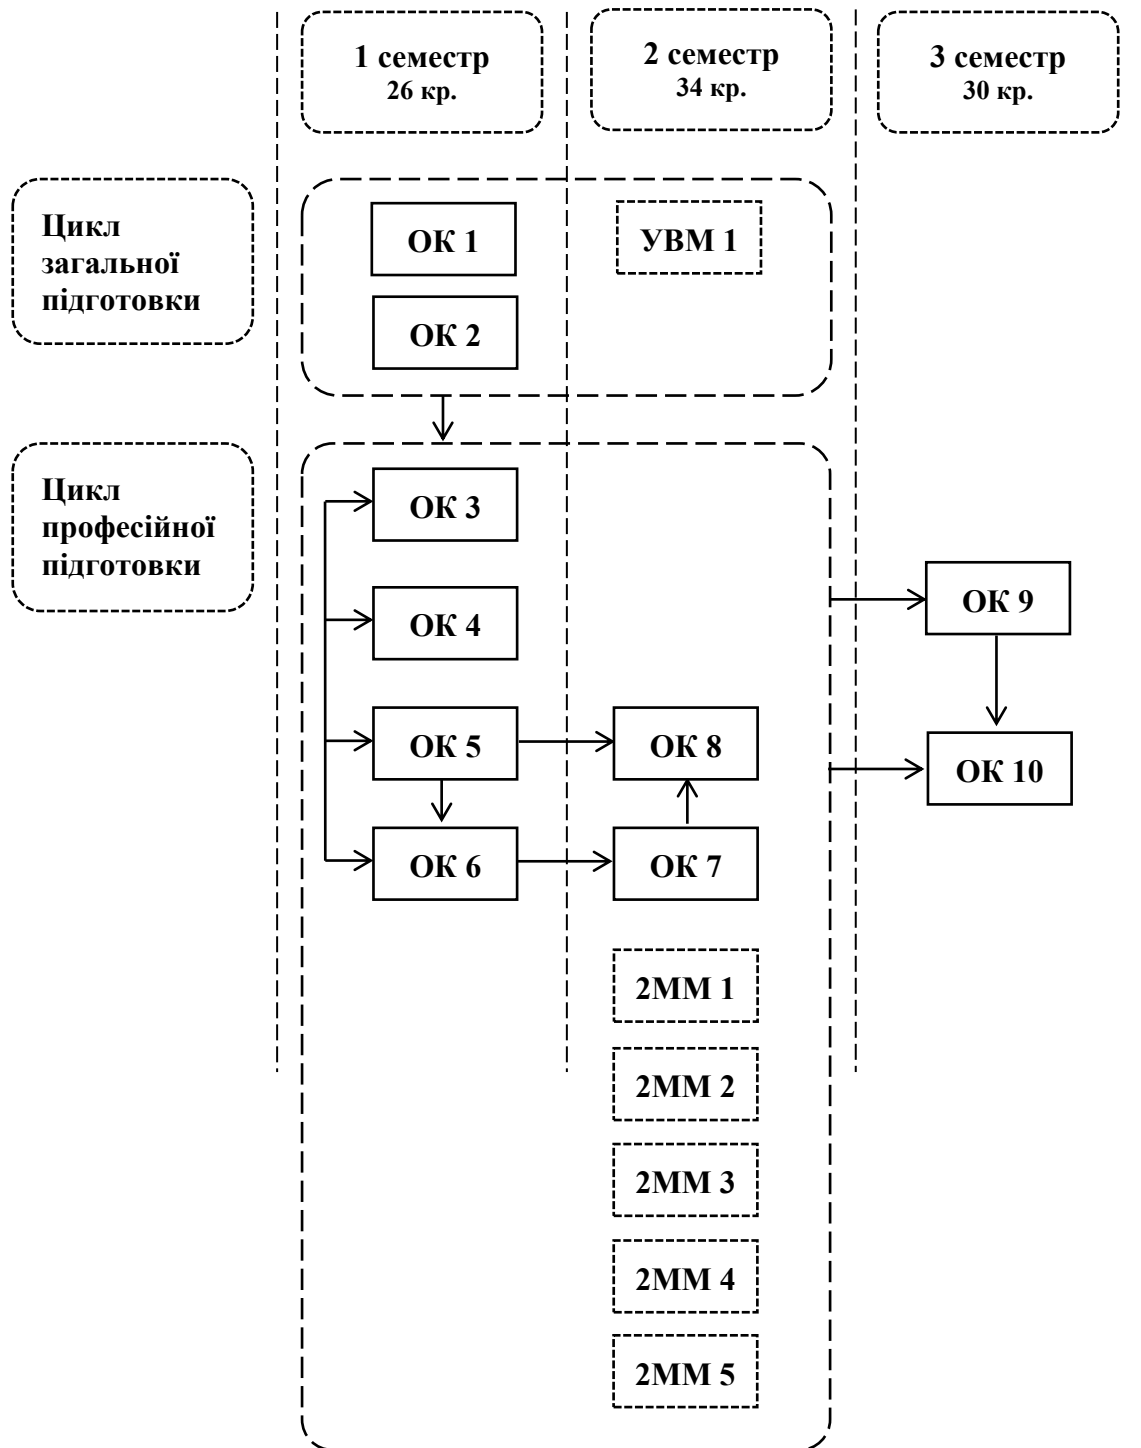 1 семестр
26 кр.
2 семестр
34 кр.
3 семестр
30 кр.
Цикл
загальної
підготовки
ОК 1
УВМ 1
ОК 2
Цикл
професійної
підготовки
ОК 3
ОК 4
ОК 9
ОК 5
ОК 8
ОК 10
ОК 6
ОК 7
2ММ 1
2ММ 2
2ММ 3
2ММ 4
2ММ 5